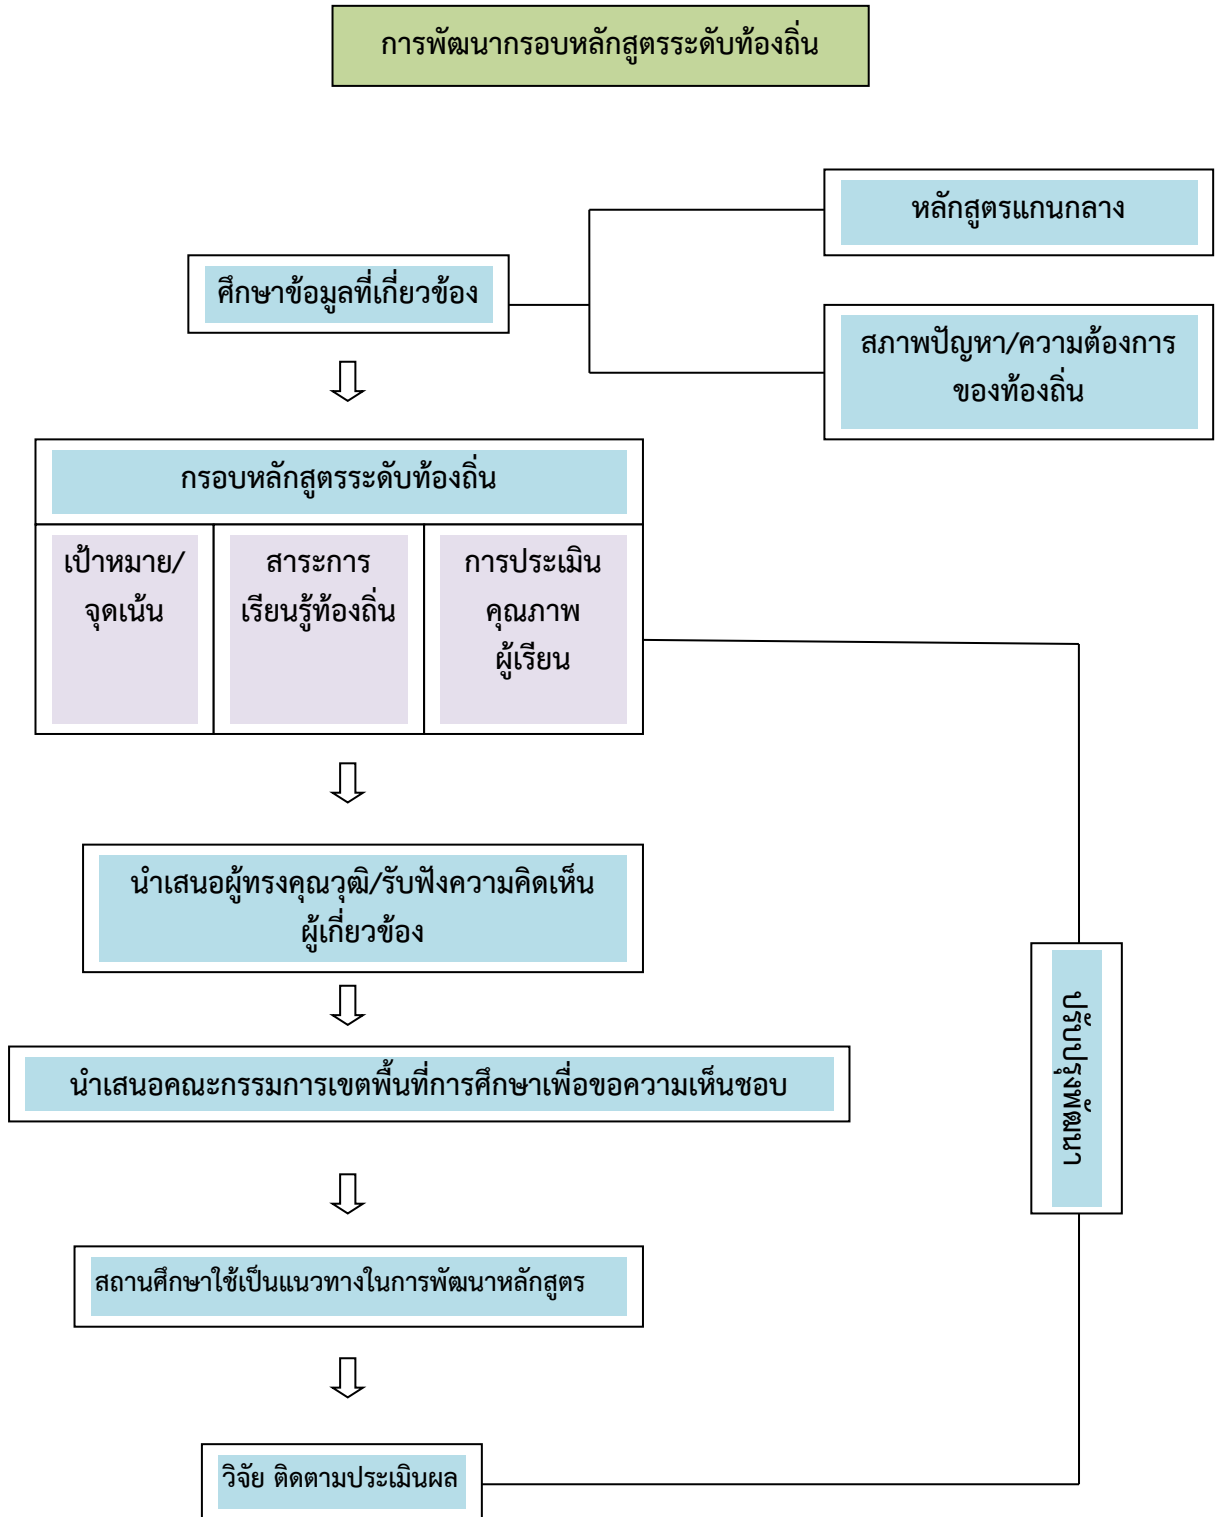 การพัฒนากรอบหลักสูตรระดับท้องถิ่น
หลักสูตรแกนกลาง
ศึกษาข้อมูลที่เกี่ยวข้อง
สภาพปัญหา/ความต้องการ
ของท้องถิ่น
กรอบหลักสูตรระดับท้องถิ่น
เป้าหมาย/
จุดเน้น
สาระการ
เรียนรู้ท้องถิ่น
การประเมิน
คุณภาพ
ผู้เรียน
นำเสนอผู้ทรงคุณวุฒิ/รับฟังความคิดเห็น
ผู้เกี่ยวข้อง
ปรับปรุงพัฒนา
นำเสนอคณะกรรมการเขตพื้นที่การศึกษาเพื่อขอความเห็นชอบ
สถานศึกษาใช้เป็นแนวทางในการพัฒนาหลักสูตร
วิจัย ติดตามประเมินผล